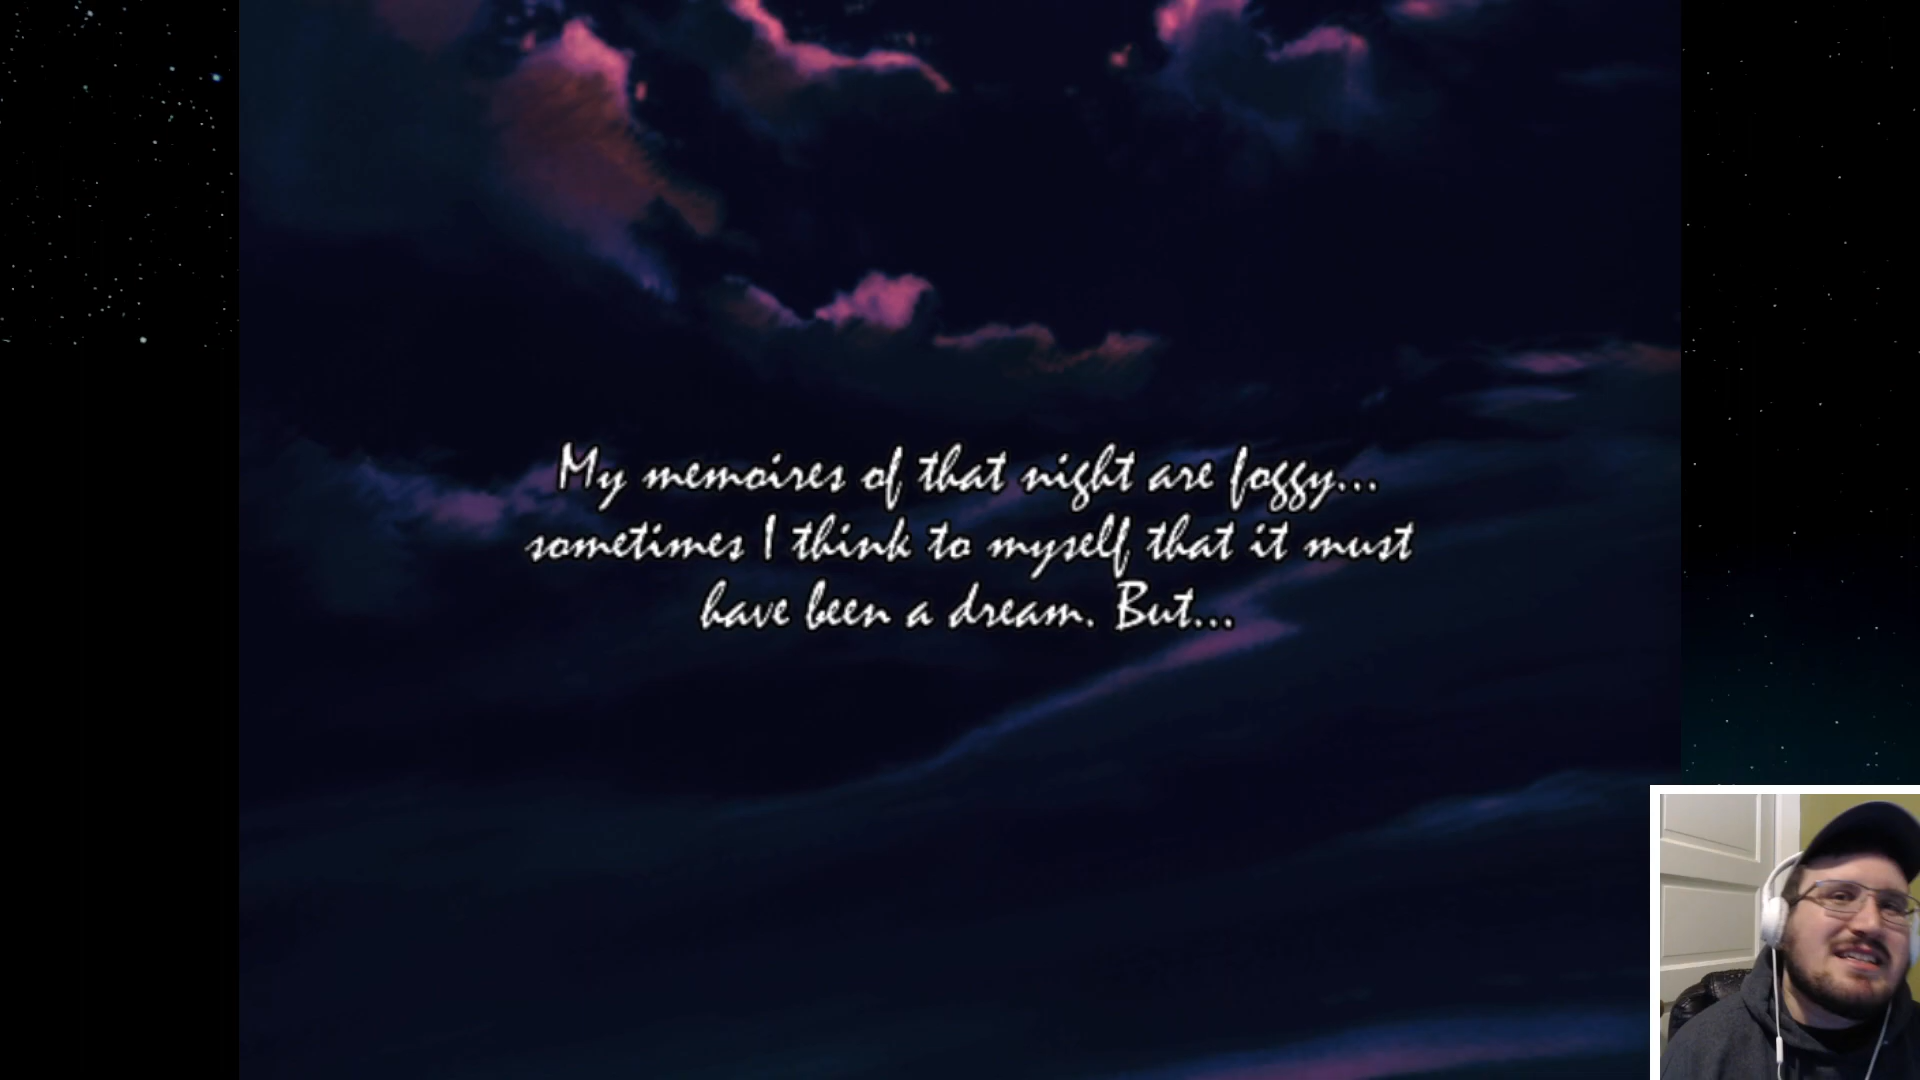 My memoires of that night are foggy...
sometimes I think to myself that it must
have been a dream. But...